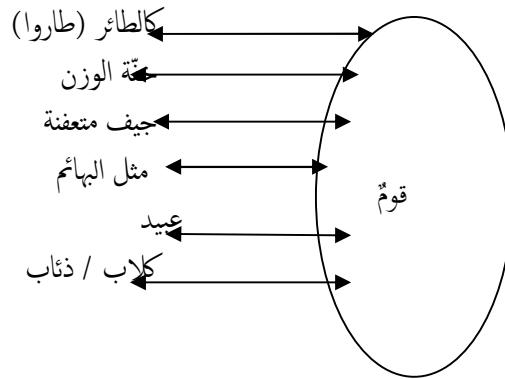 كالطائر (طاروا)
خفّة الوزن
جيف متعفنة
مثل البهائم
قومٌ
عبيد
كلاب / ذئاب